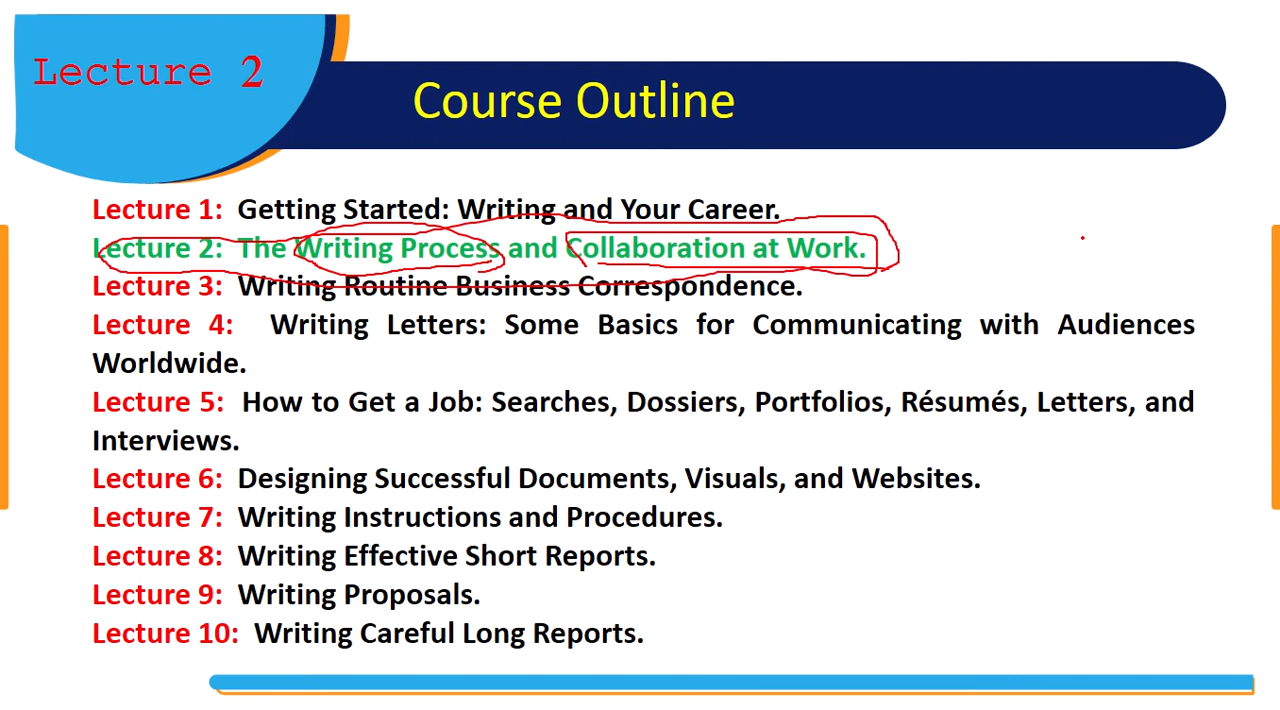 Lecture 2
Course Outline
Lecture 1: Getting Started: Writing and Your Career.
Lecture 2: The Writing Process and Collaboration at Work.
Lecture 3: Writing Routine Business Correspondence.
Lecture 4: Writing Letters: Some Basics for Communicating with Audiences
Worldwide.
Lecture 5: How to Get a Job: Searches, Dossiers, Portfolios, Résumés, Letters, and
Interviews.
Lecture 6: Designing Successful Documents, Visuals, and Websites.
Lecture 7: Writing Instructions and Procedures.
Lecture 8: Writing Effective Short Reports.
Lecture 9: Writing Proposals.
Lecture 10: Writing Careful Long Reports.